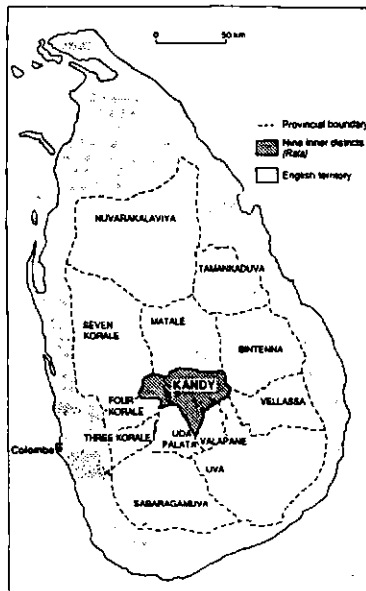 0 50 km
Provincial boundary
Nine inner districts
(Rata)
English territory
NUVARAKALAVIYA
TAMANKADUVA
SEVEN
KORALE
MATALE
BINTENNA
KANDY
FOUR
KORALE
VELLASSA
THREE KORALE
UDA
PALATA
VALAPANE
Colombo
UVA
SABARAGAMUVA